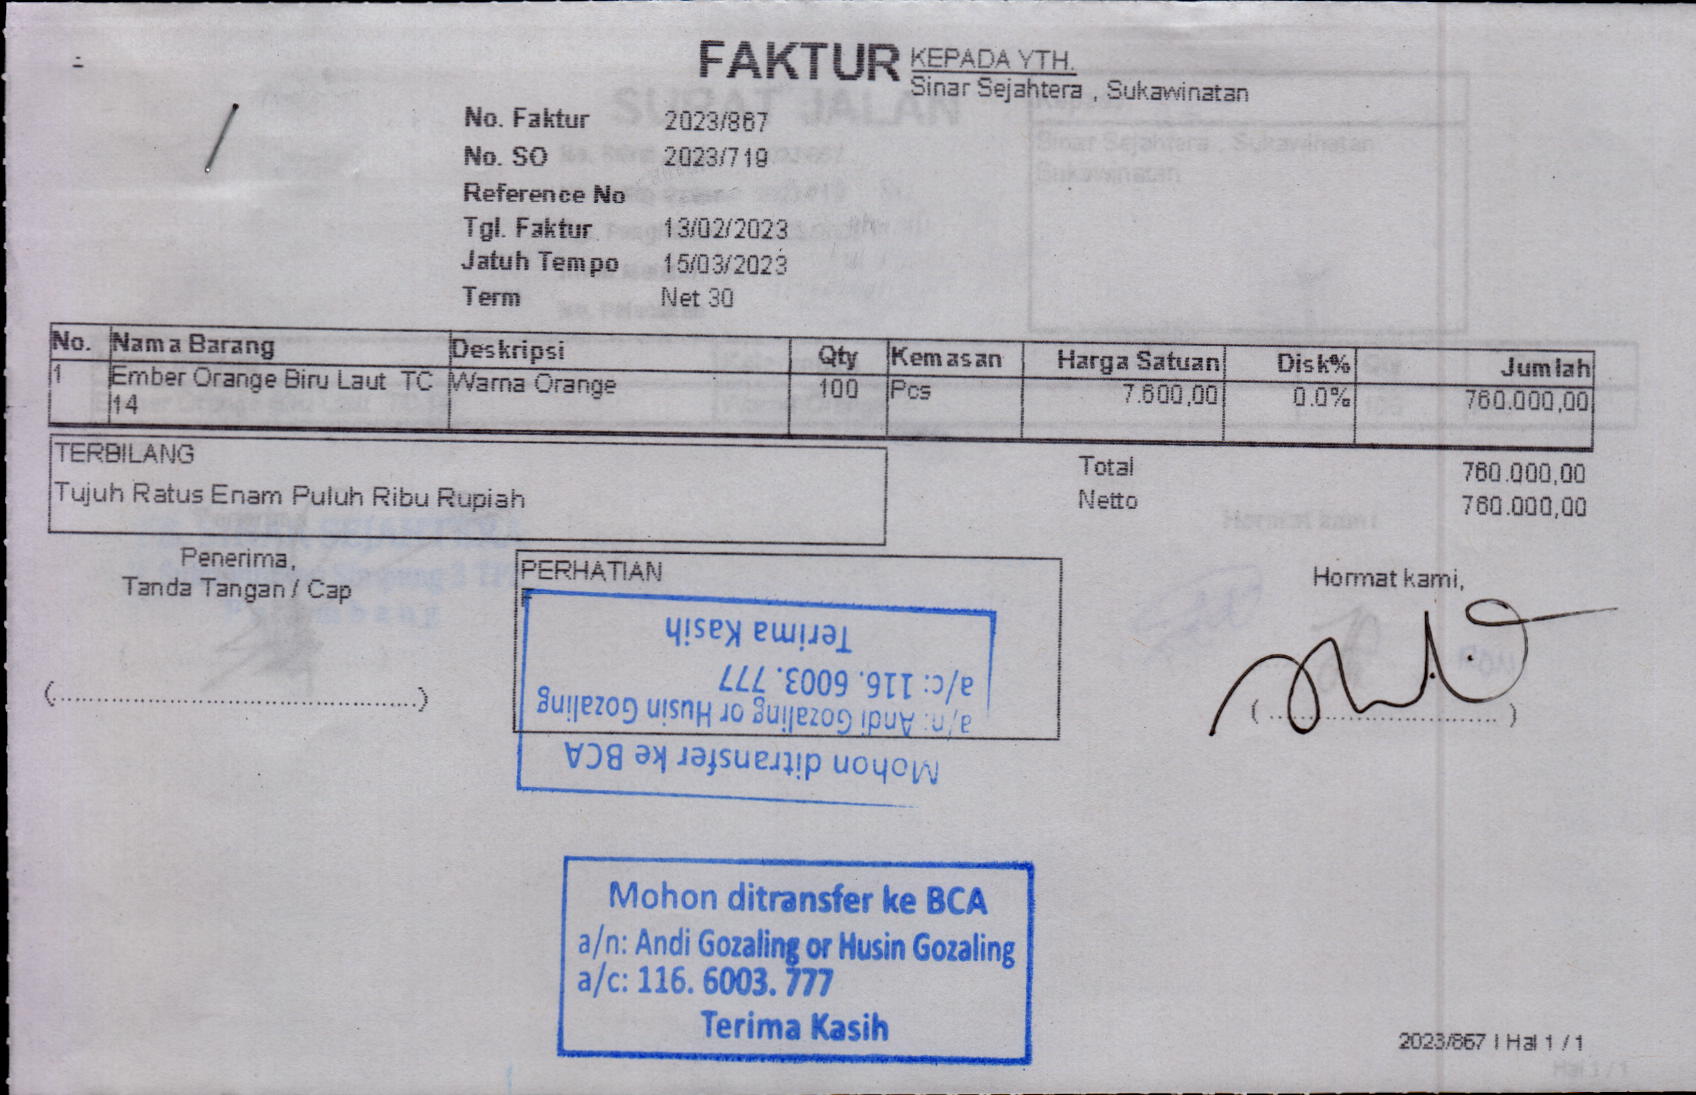 FAKTUR
KEPADA YTH.
Sinar Sejahtera , Sukawinatan
No. Faktur 2023/867
No. SO 2023/719
Reference No
Tgl. Faktur 13/02/2023
Jatuh Tempo 15/03/2023
Term Net 30
No. Nama Barang Deskripsi Qty Kemasan Harga Satuan Disk% Jumlah
1 Ember Orange Biru Laut TC Warna Orange 100 Pcs 7.600,00 0.0% 760.000,00
14
TERBILANG
Tujuh Ratus Enam Puluh Ribu Rupiah
Total 760.000,00
Netto 760.000,00
Penerima,
Tanda Tangan / Cap
(..............................................)
PERHATIAN
Mohon ditransfer ke BCA
a/n: Andi Gozaling or Husin Gozaling
a/c: 116. 6003. 777
Terima Kasih
Hormat kami,
( ................................ )
Mohon ditransfer ke BCA
a/n: Andi Gozaling or Husin Gozaling
a/c: 116. 6003. 777
Terima Kasih
2023/867 | Hal 1 / 1